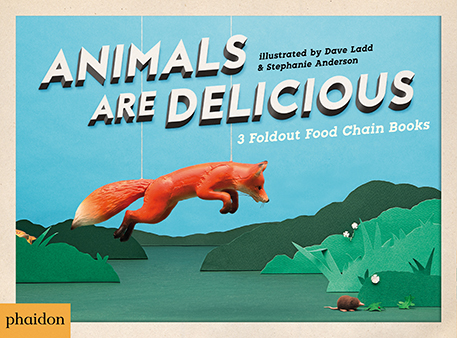 ANIMALS
ARE DELICIOUS
illustrated by Dave Ladd
& Stephanie Anderson
3 Foldout Food Chain Books
phaidon